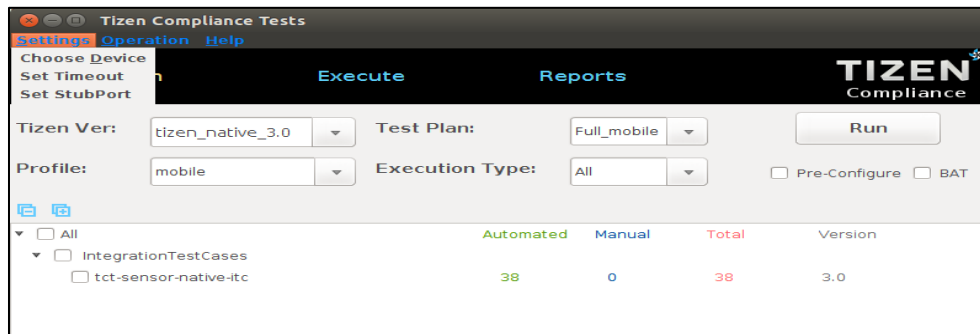 Tizen Compliance Tests
Settings Operation Help
Choose Device
Set Timeout
Set StubPort
n Execute Reports
TIZEN
Compliance
Tizen Ver: tizen_native_3.0 Test Plan: Full_mobile Run
Profile: mobile Execution Type: All Pre-Configure BAT
All Automated Manual Total Version
IntegrationTestCases
tct-sensor-native-itc 38 0 38 3.0